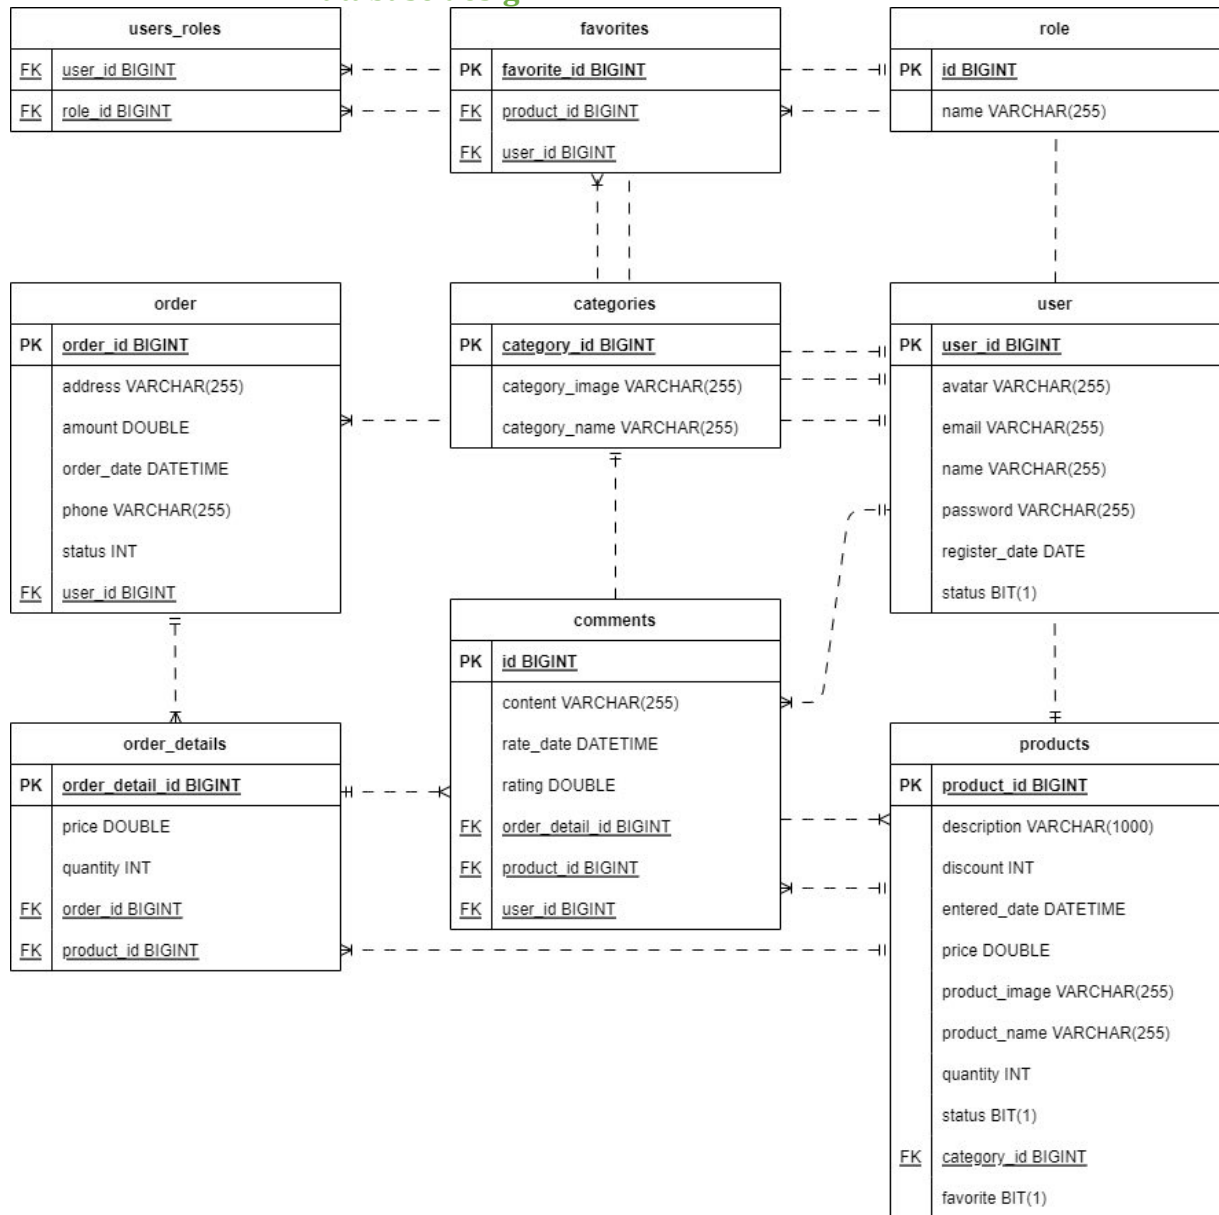 users_roles
FK user_id BIGINT
FK role_id BIGINT
favorites
PK favorite_id BIGINT
FK product_id BIGINT
FK user_id BIGINT
role
PK id BIGINT
name VARCHAR(255)
order
PK order_id BIGINT
address VARCHAR(255)
amount DOUBLE
order_date DATETIME
phone VARCHAR(255)
status INT
FK user_id BIGINT
categories
PK category_id BIGINT
category_image VARCHAR(255)
category_name VARCHAR(255)
user
PK user_id BIGINT
avatar VARCHAR(255)
email VARCHAR(255)
name VARCHAR(255)
password VARCHAR(255)
register_date DATE
status BIT(1)
comments
PK id BIGINT
content VARCHAR(255)
rate_date DATETIME
rating DOUBLE
FK order_detail_id BIGINT
FK product_id BIGINT
FK user_id BIGINT
order_details
PK order_detail_id BIGINT
price DOUBLE
quantity INT
FK order_id BIGINT
FK product_id BIGINT
products
PK product_id BIGINT
description VARCHAR(1000)
discount INT
entered_date DATETIME
price DOUBLE
product_image VARCHAR(255)
product_name VARCHAR(255)
quantity INT
status BIT(1)
FK category_id BIGINT
favorite BIT(1)